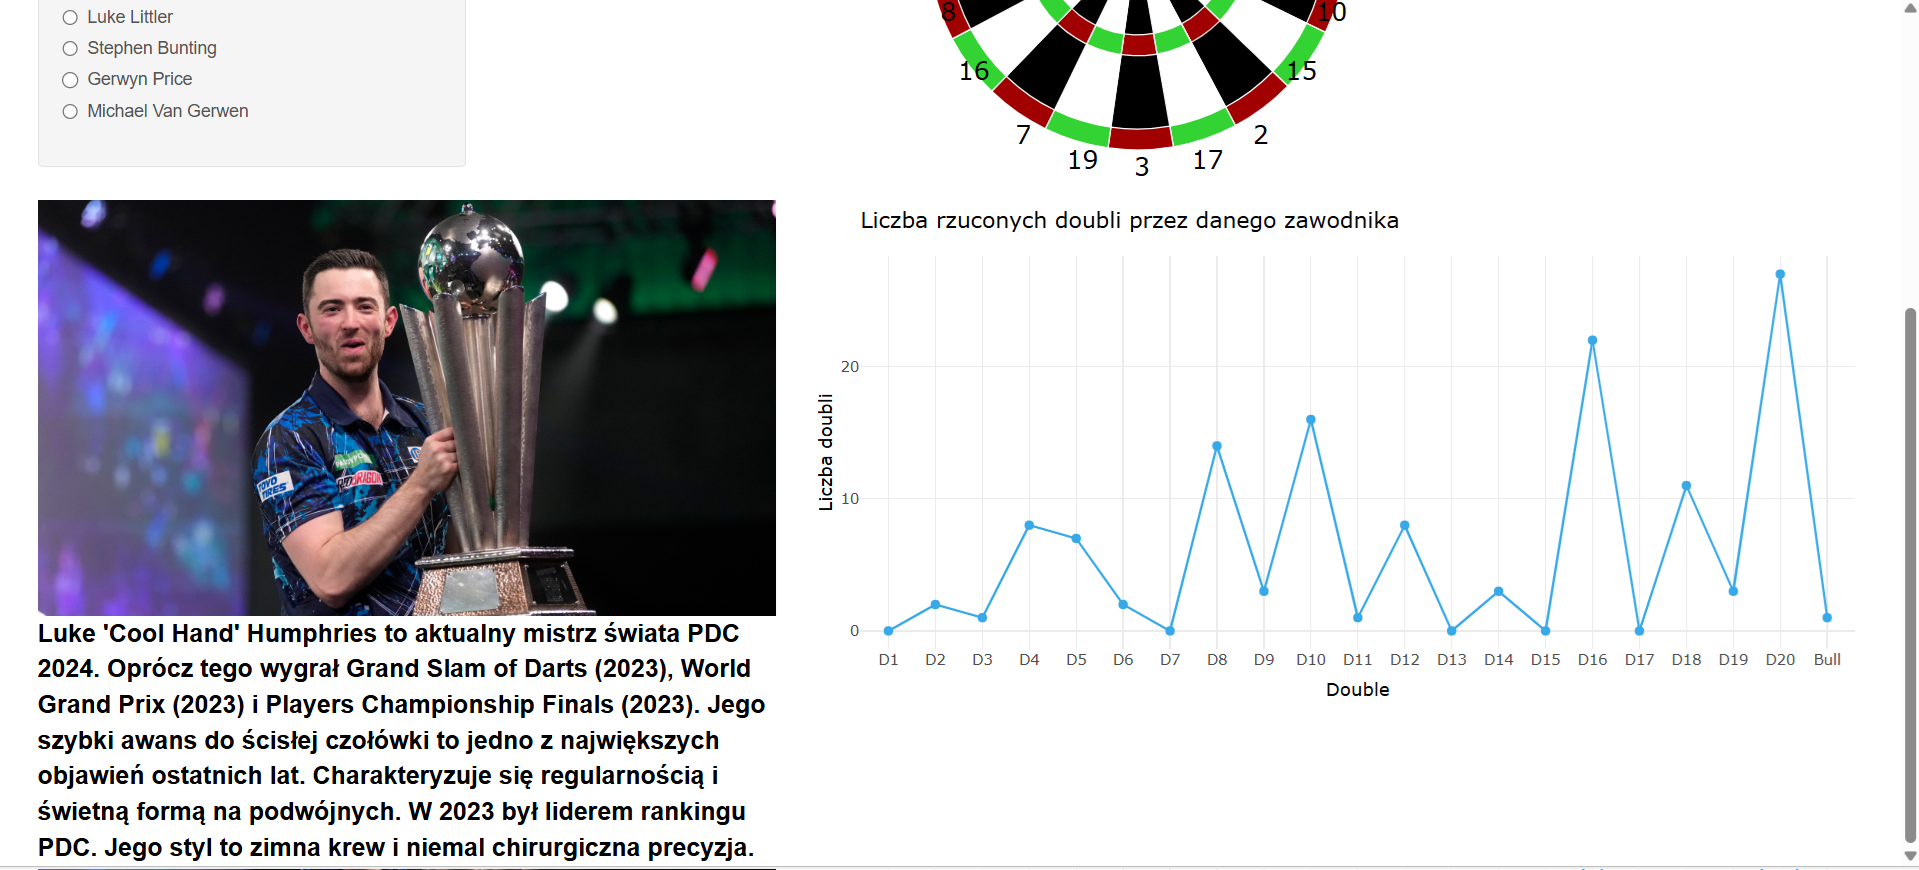 Luke Littler
Stephen Bunting
Gerwyn Price
Michael Van Gerwen
8
10
16
15
7
2
19
17
3
TOYO
TIRES
REDDRAGON
Luke 'Cool Hand' Humphries to aktualny mistrz świata PDC
2024. Oprócz tego wygrał Grand Slam of Darts (2023), World
Grand Prix (2023) i Players Championship Finals (2023). Jego
szybki awans do ścisłej czołówki to jedno z największych
objawień ostatnich lat. Charakteryzuje się regularnością i
świetną formą na podwójnych. W 2023 był liderem rankingu
PDC. Jego styl to zimna krew i niemal chirurgiczna precyzja.
Liczba rzuconych doubli przez danego zawodnika
Liczba doubli
20
10
0
D1 D2 D3 D4 D5 D6 D7 D8 D9 D10 D11 D12 D13 D14 D15 D16 D17 D18 D19 D20 Bull
Double